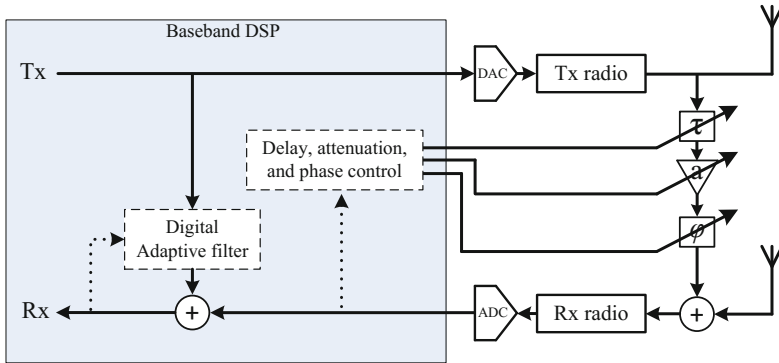 Baseband DSP
Tx
DAC
Tx radio
τ
Delay, attenuation,
and phase control
a
Digital
Adaptive filter
φ
Rx
+
ADC
Rx radio
+